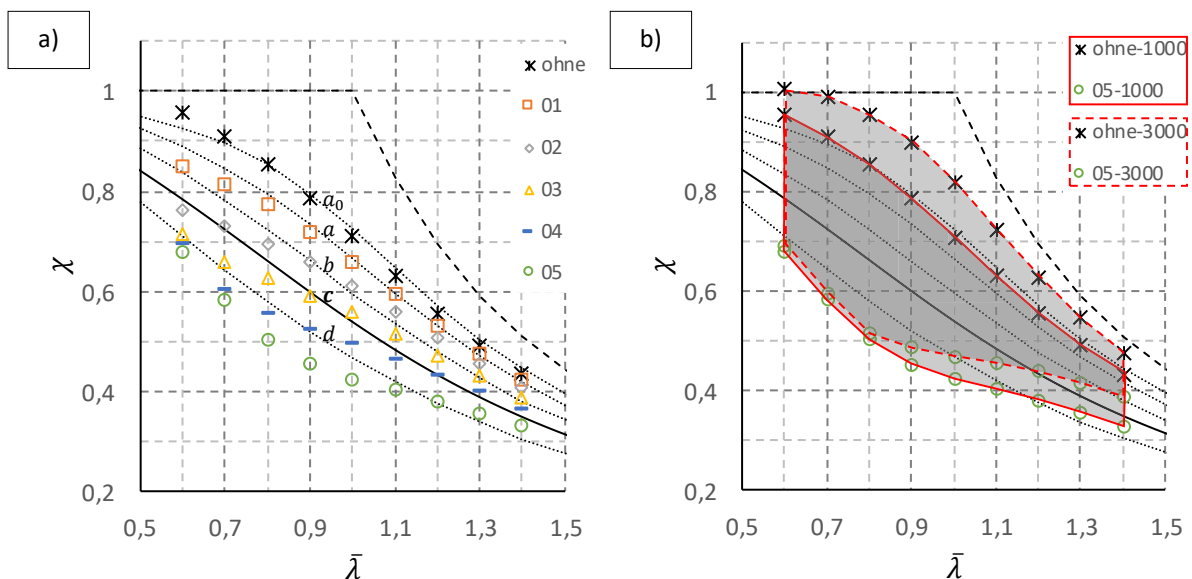 a)
ohne
01
02
03
04
05
a₀
a
b
c
d
1
0,8
0,6
0,4
0,2
χ
0,5
0,7
0,9
1,1
1,3
1,5
λ̄
b)
ohne-1000
05-1000
ohne-3000
05-3000
1
0,8
0,6
0,4
0,2
χ
0,5
0,7
0,9
1,1
1,3
1,5
λ̄